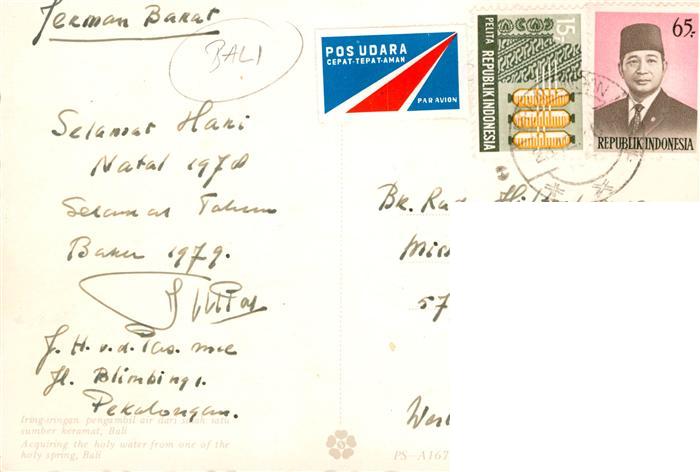 Jerman Barat
BALI
POS UDARA
CEPAT-TEPAT-AMAN
PAR AVION
15,-
PELITA
REPUBLIK INDONESIA
65,-
REPUBLIK INDONESIA
Selamat Hari
Natal 1978
Selamat Tahun
Baru 1979.
J. H. v. d. Pas.
Jl. Blimbing 1.
Pekalongan.
Iring-iringan pengambil air dari salah satu
sumber keramat, Bali
Acquiring the holy water from one of the
holy spring, Bali
Bk.
57
PS-A167